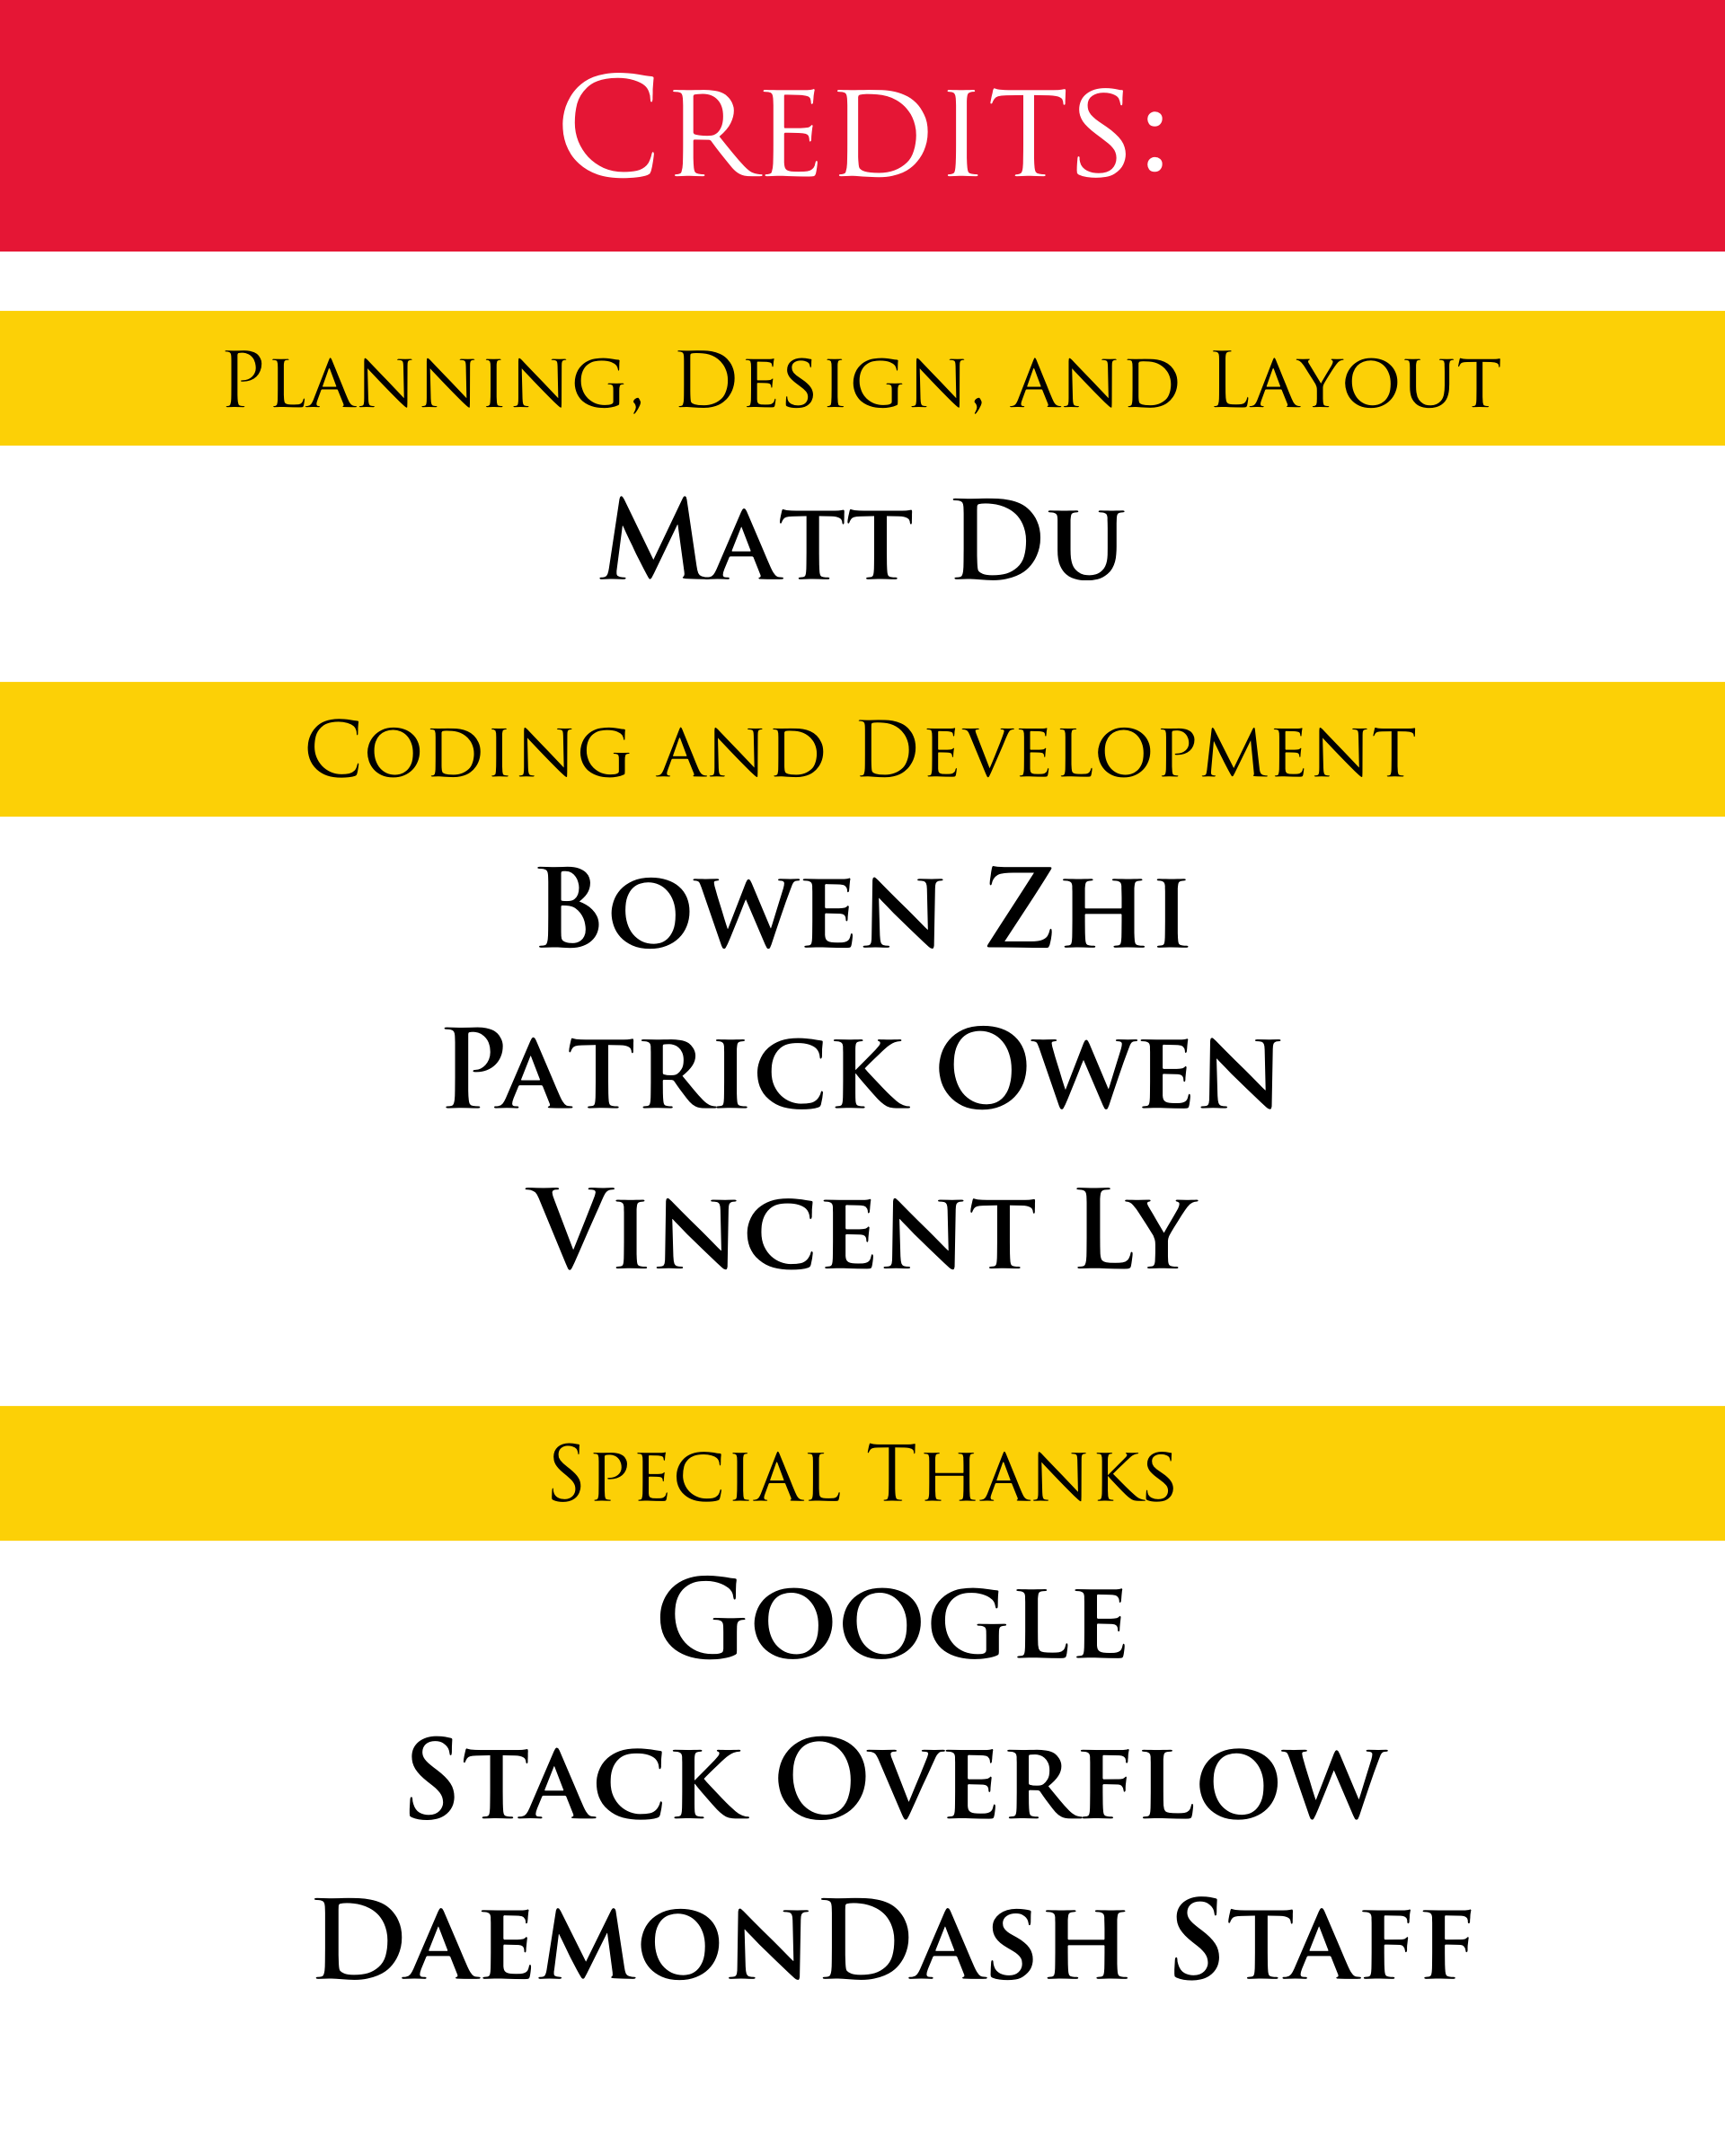 Credits:
Planning, Design, and Layout
Matt Du
Coding and Development
Bowen Zhi
Patrick Owen
Vincent Ly
Special Thanks
Google
Stack Overflow
DaemonDash Staff